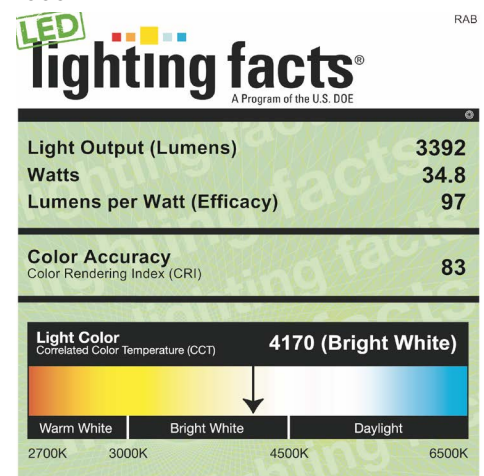 RAB
LED
lighting facts®
A Program of the U.S. DOE
Light Output (Lumens) 3392
Watts 34.8
Lumens per Watt (Efficacy) 97
Color Accuracy
Color Rendering Index (CRI) 83
Light Color
Correlated Color Temperature (CCT) 4170 (Bright White)
Warm White Bright White Daylight
2700K 3000K 4500K 6500K